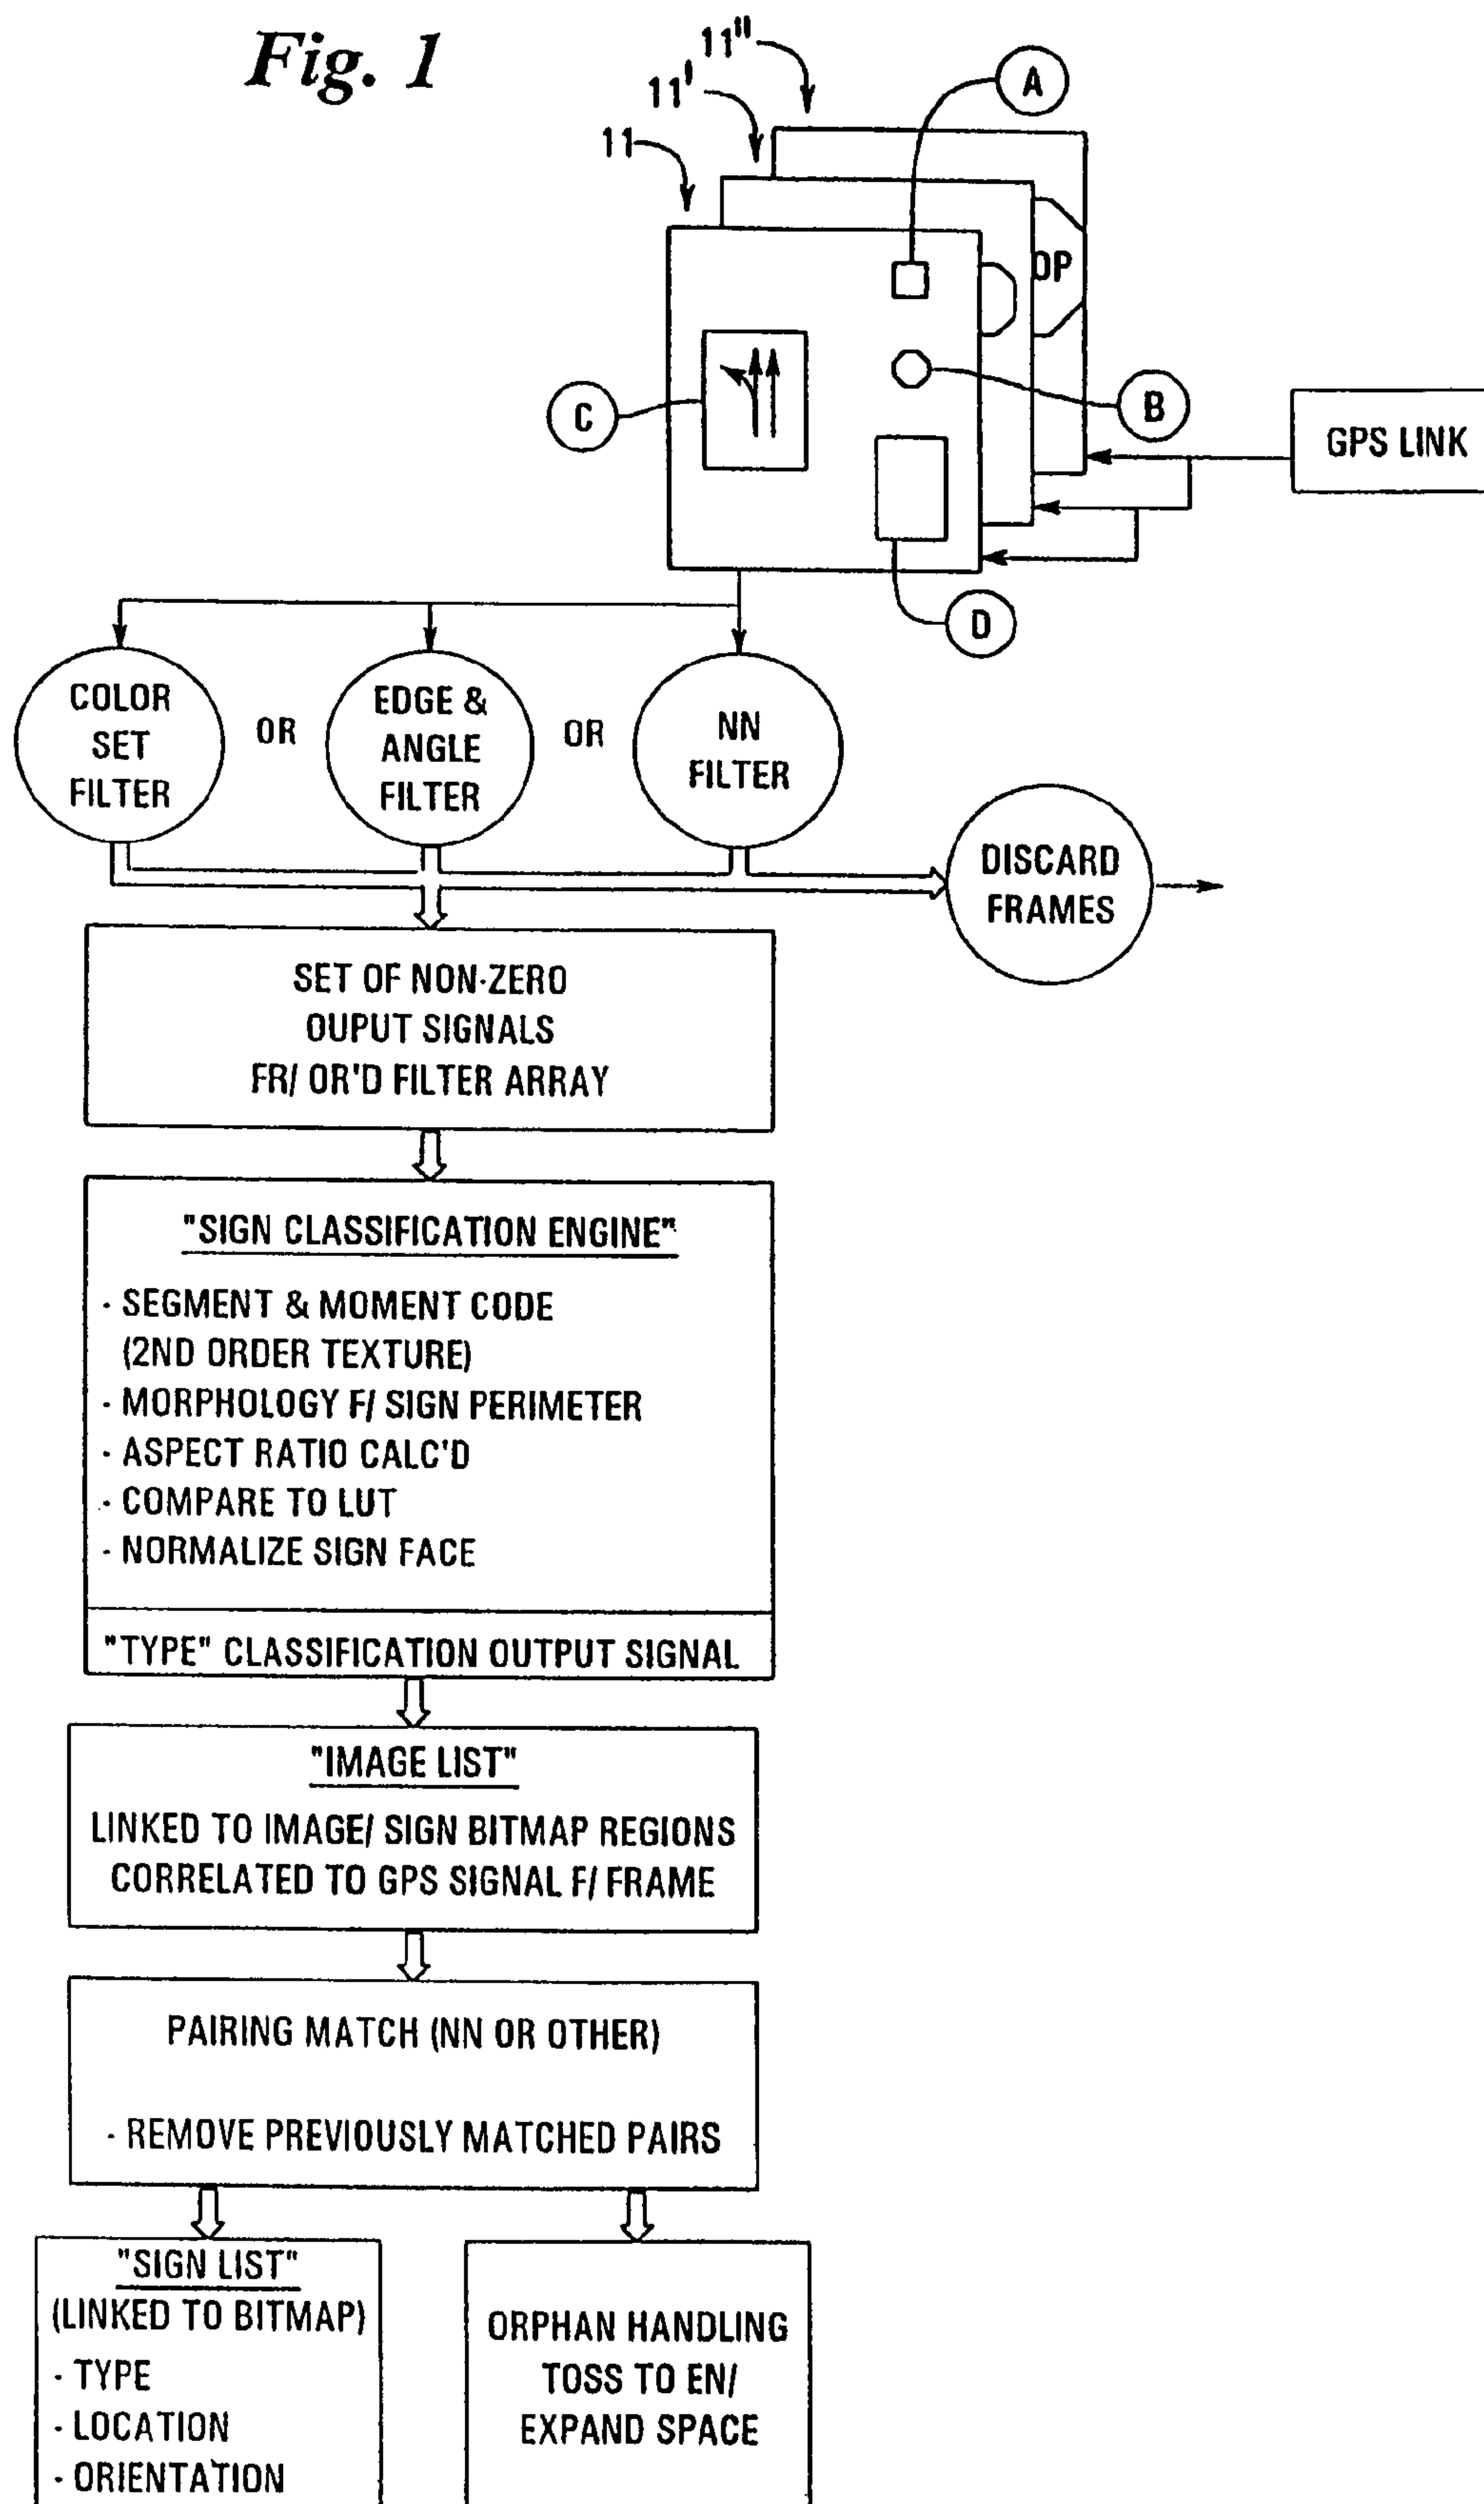 Fig. 1
11"
11'
11
A
OP
C
B
GPS LINK
D
COLOR
SET
FILTER
OR
EDGE &
ANGLE
FILTER
OR
NN
FILTER
DISCARD
FRAMES
SET OF NON-ZERO
OUPUT SIGNALS
FR/ OR'D FILTER ARRAY
"SIGN CLASSIFICATION ENGINE"
- SEGMENT & MOMENT CODE
(2ND ORDER TEXTURE)
- MORPHOLOGY F/ SIGN PERIMETER
- ASPECT RATIO CALC'D
- COMPARE TO LUT
- NORMALIZE SIGN FACE
"TYPE" CLASSIFICATION OUTPUT SIGNAL
"IMAGE LIST"
LINKED TO IMAGE/ SIGN BITMAP REGIONS
CORRELATED TO GPS SIGNAL F/ FRAME
PAIRING MATCH (NN OR OTHER)
- REMOVE PREVIOUSLY MATCHED PAIRS
"SIGN LIST"
(LINKED TO BITMAP)
- TYPE
- LOCATION
- ORIENTATION
ORPHAN HANDLING
TOSS TO EN/
EXPAND SPACE